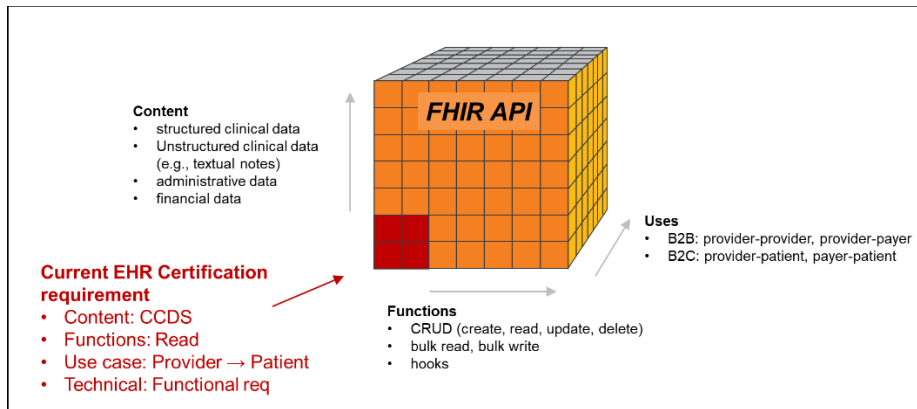 FHIR API
Content
• structured clinical data
• Unstructured clinical data
(e.g., textual notes)
• administrative data
• financial data
Uses
• B2B: provider-provider, provider-payer
• B2C: provider-patient, payer-patient
Current EHR Certification
requirement
• Content: CCDS
• Functions: Read
• Use case: Provider → Patient
• Technical: Functional req
Functions
• CRUD (create, read, update, delete)
• bulk read, bulk write
• hooks